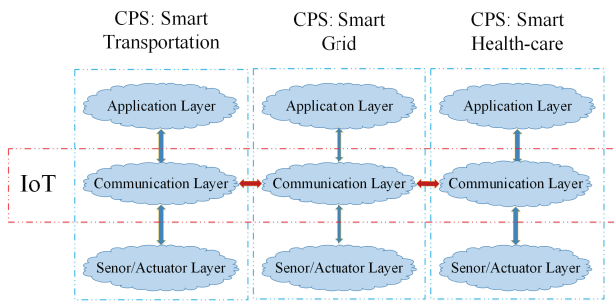 CPS: Smart Transportation
CPS: Smart Grid
CPS: Smart Health-care
Application Layer
Application Layer
Application Layer
IoT
Communication Layer
Communication Layer
Communication Layer
Senor/Actuator Layer
Senor/Actuator Layer
Senor/Actuator Layer